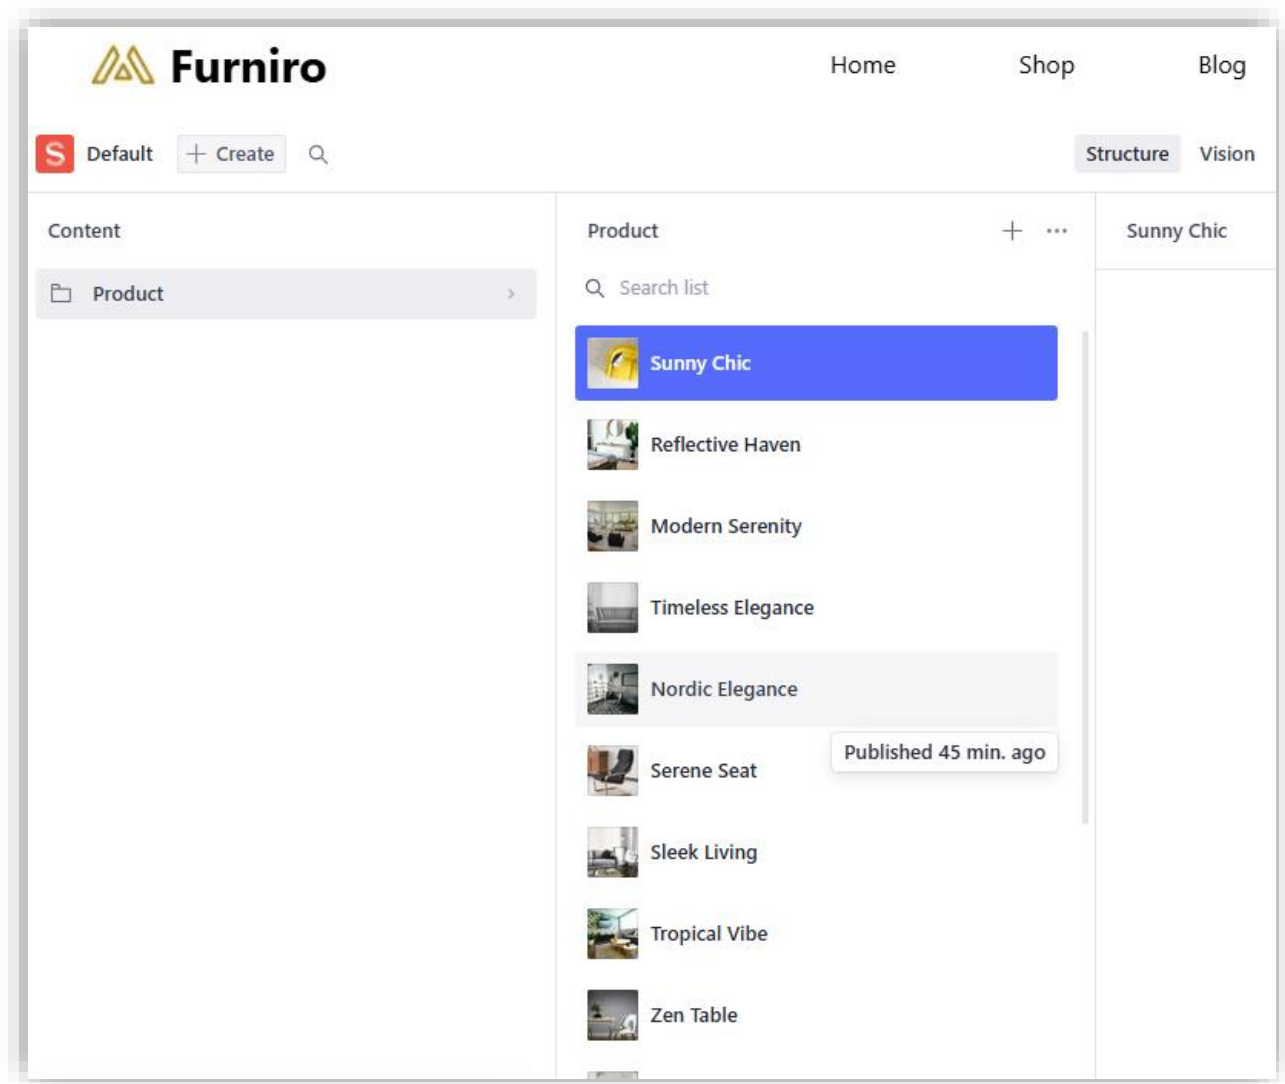 Furniro
Home Shop Blog
S Default + Create
Structure Vision
Content
Product
Product
Search list
Sunny Chic
Reflective Haven
Modern Serenity
Timeless Elegance
Nordic Elegance
Published 45 min. ago
Serene Seat
Sleek Living
Tropical Vibe
Zen Table
Sunny Chic